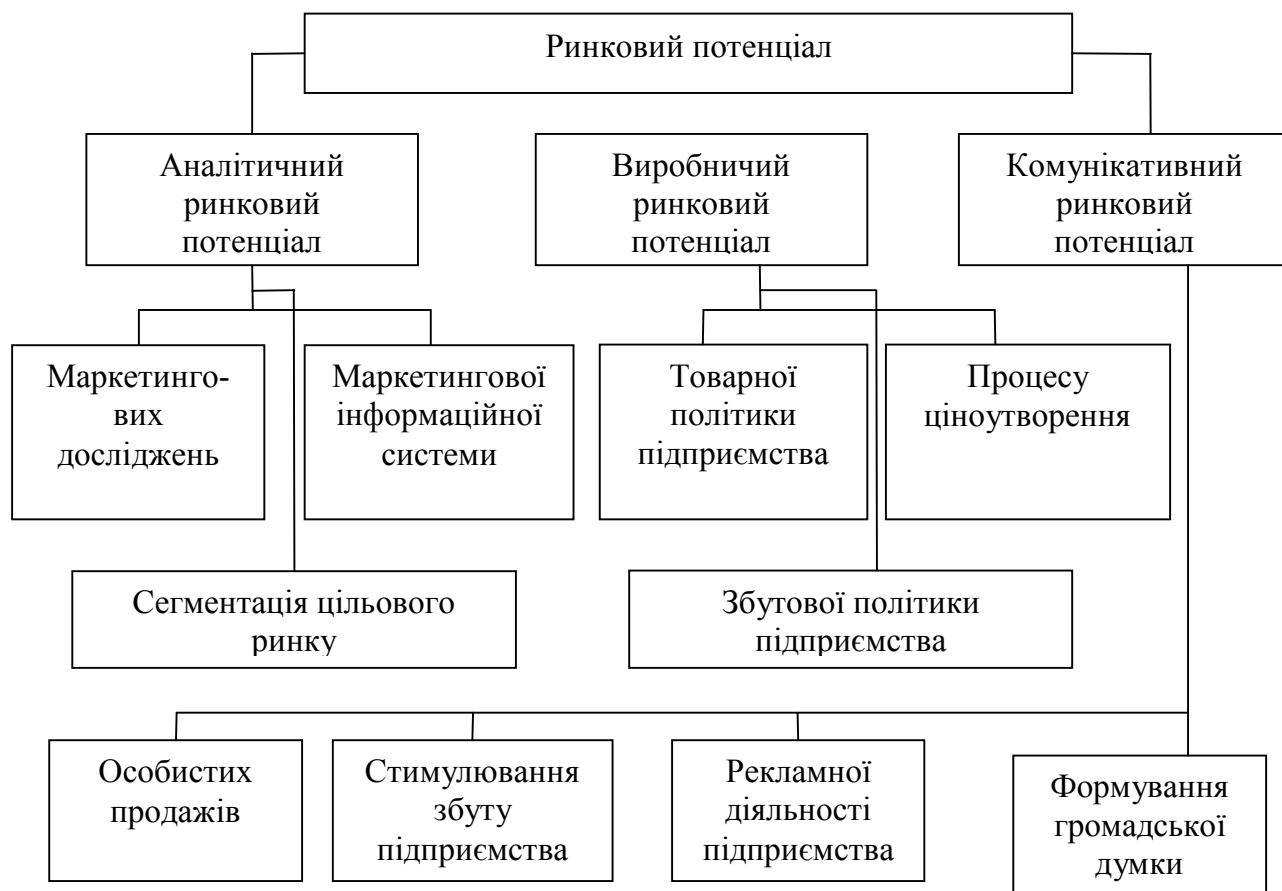 Ринковий потенціал
Аналітичний
ринковий
потенціал
Виробничий
ринковий
потенціал
Комунікативний
ринковий
потенціал
Маркетинго-
вих
досліджень
Маркетингової
інформаційної
системи
Товарної
політики
підприємства
Процесу
ціноутворення
Сегментація цільового
ринку
Збутової політики
підприємства
Особистих
продажів
Стимулювання
збуту
підприємства
Рекламної
діяльності
підприємства
Формування
громадської
думки